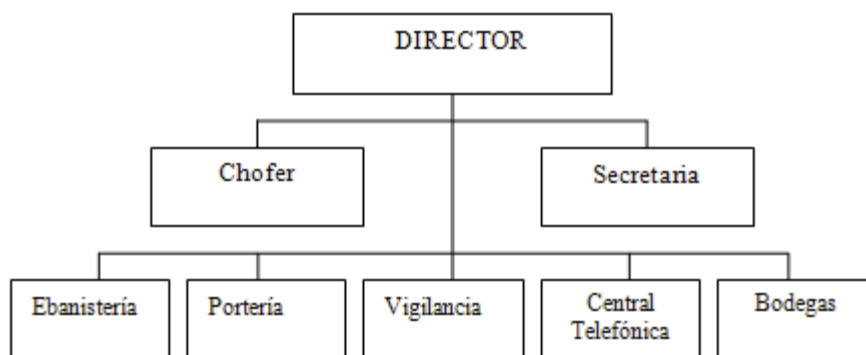 DIRECTOR
Chofer
Secretaria
Ebanistería
Portería
Vigilancia
Central
Telefónica
Bodegas